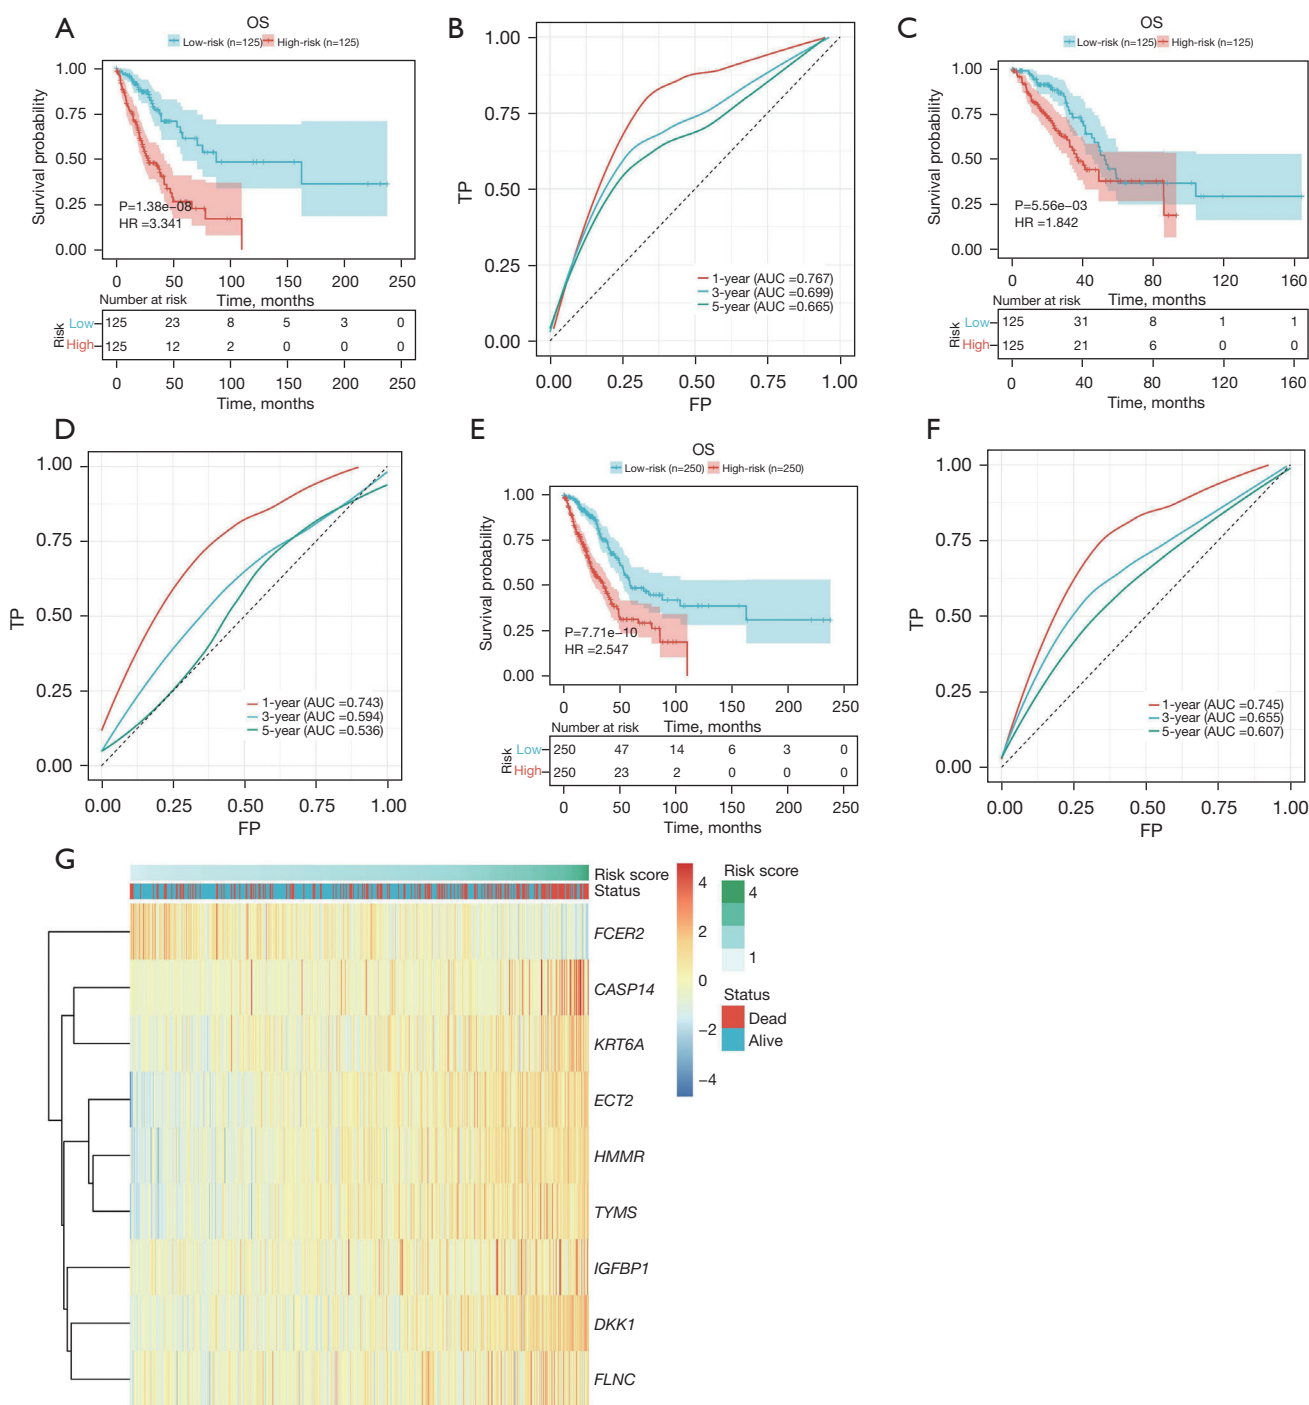 A
OS
Low-risk (n=125) High-risk (n=125)
Survival probability
1.00
0.75
0.50
0.25
0.00
P=1.38e−08
HR =3.341
0 50 100 150 200 250
Number at risk
Time, months
Risk
Low 125 23 8 5 3 0
High 125 12 2 0 0 0
0 50 100 150 200 250
Time, months
B
TP
1.00
0.75
0.50
0.25
0.00
1-year (AUC =0.767)
3-year (AUC =0.699)
5-year (AUC =0.665)
0.00 0.25 0.50 0.75 1.00
FP
C
OS
Low-risk (n=125) High-risk (n=125)
Survival probability
1.00
0.75
0.50
0.25
0.00
P=5.56e−03
HR =1.842
0 40 80 120 160
Number at risk
Time, months
Risk
Low 125 31 8 1 1
High 125 21 6 0 0
0 40 80 120 160
Time, months
D
TP
1.00
0.75
0.50
0.25
0.00
1-year (AUC =0.743)
3-year (AUC =0.594)
5-year (AUC =0.536)
0.00 0.25 0.50 0.75 1.00
FP
E
OS
Low-risk (n=250) High-risk (n=250)
Survival probability
1.00
0.75
0.50
0.25
0.00
P=7.71e−10
HR =2.547
0 50 100 150 200 250
Number at risk
Time, months
Risk
Low 250 47 14 6 3 0
High 250 23 2 0 0 0
0 50 100 150 200 250
Time, months
F
TP
1.00
0.75
0.50
0.25
0.00
1-year (AUC =0.745)
3-year (AUC =0.655)
5-year (AUC =0.607)
0.00 0.25 0.50 0.75 1.00
FP
G
Risk score
Status
FCER2
CASP14
KRT6A
ECT2
HMMR
TYMS
IGFBP1
DKK1
FLNC
4
2
0
−2
−4
Risk score
4
1
Status
Dead
Alive